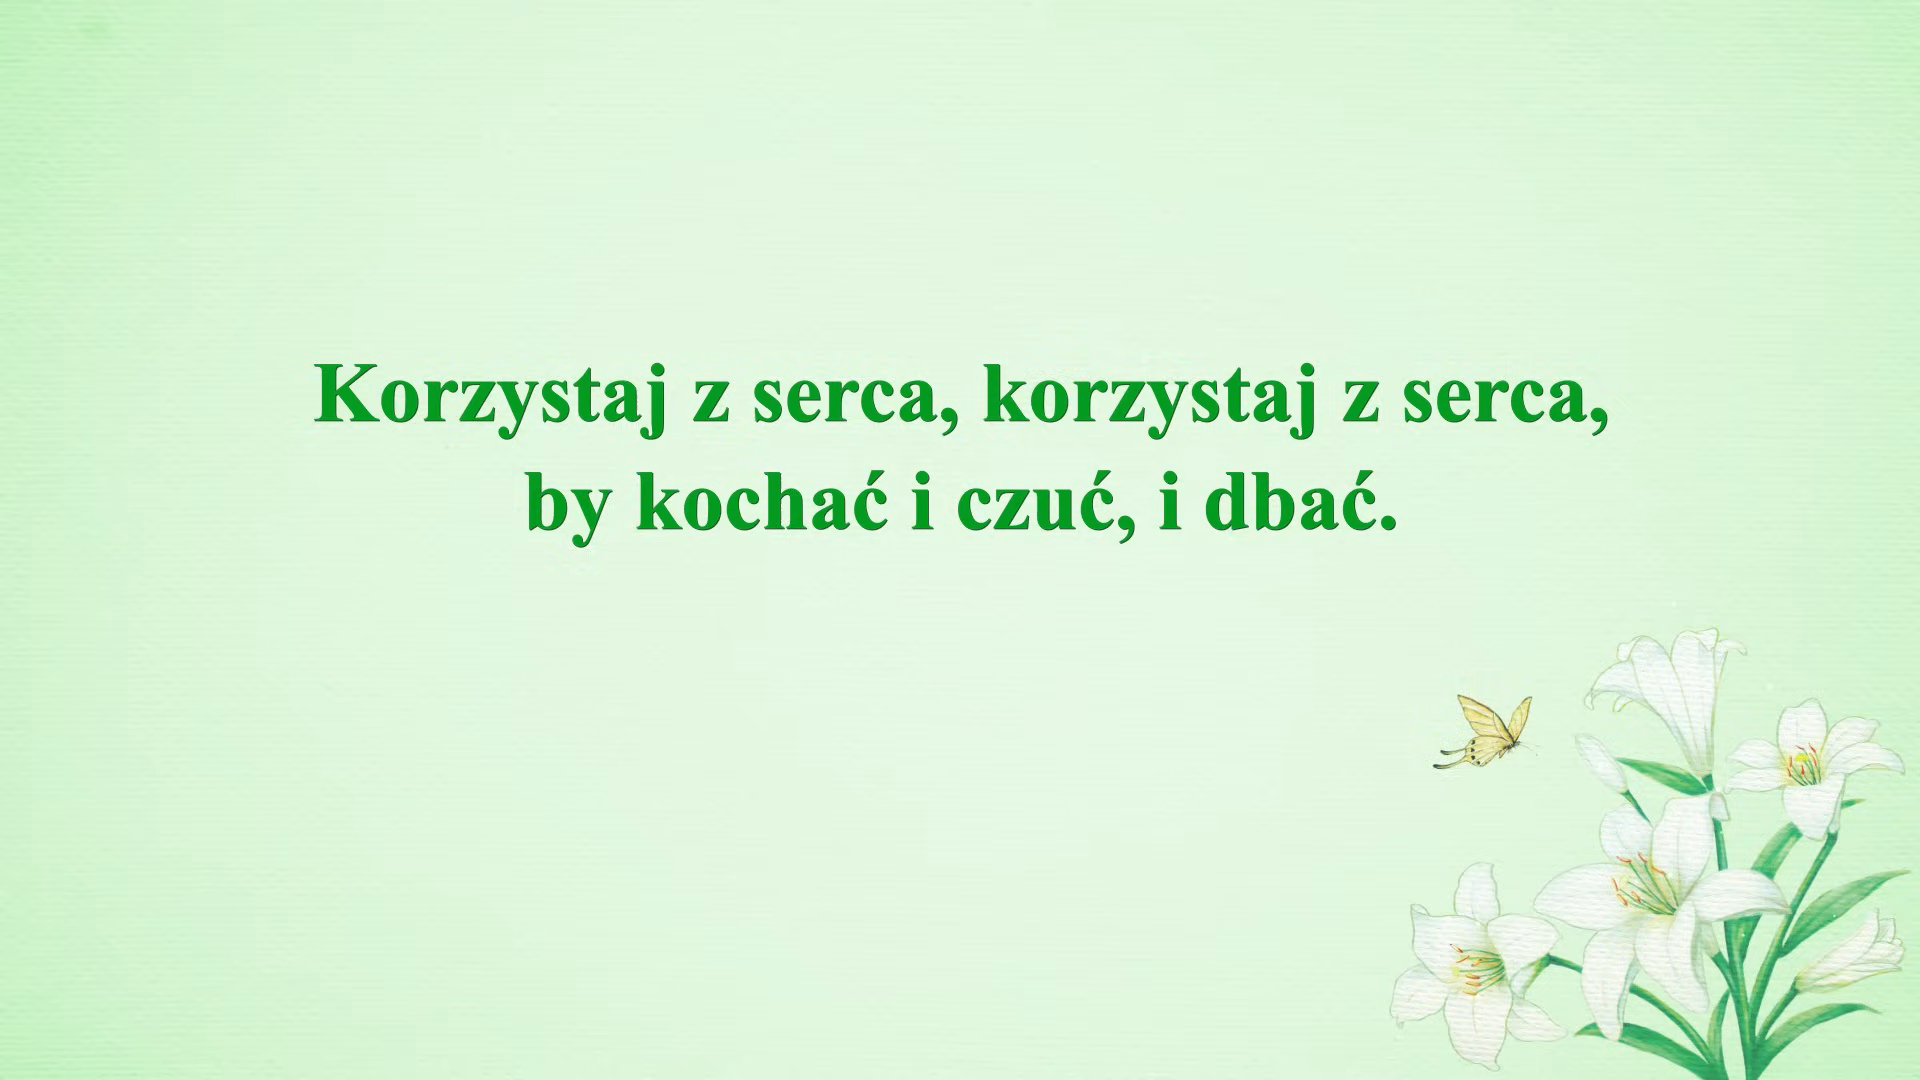 Korzystaj z serca, korzystaj z serca,
by kochać i czuć, i dbać.